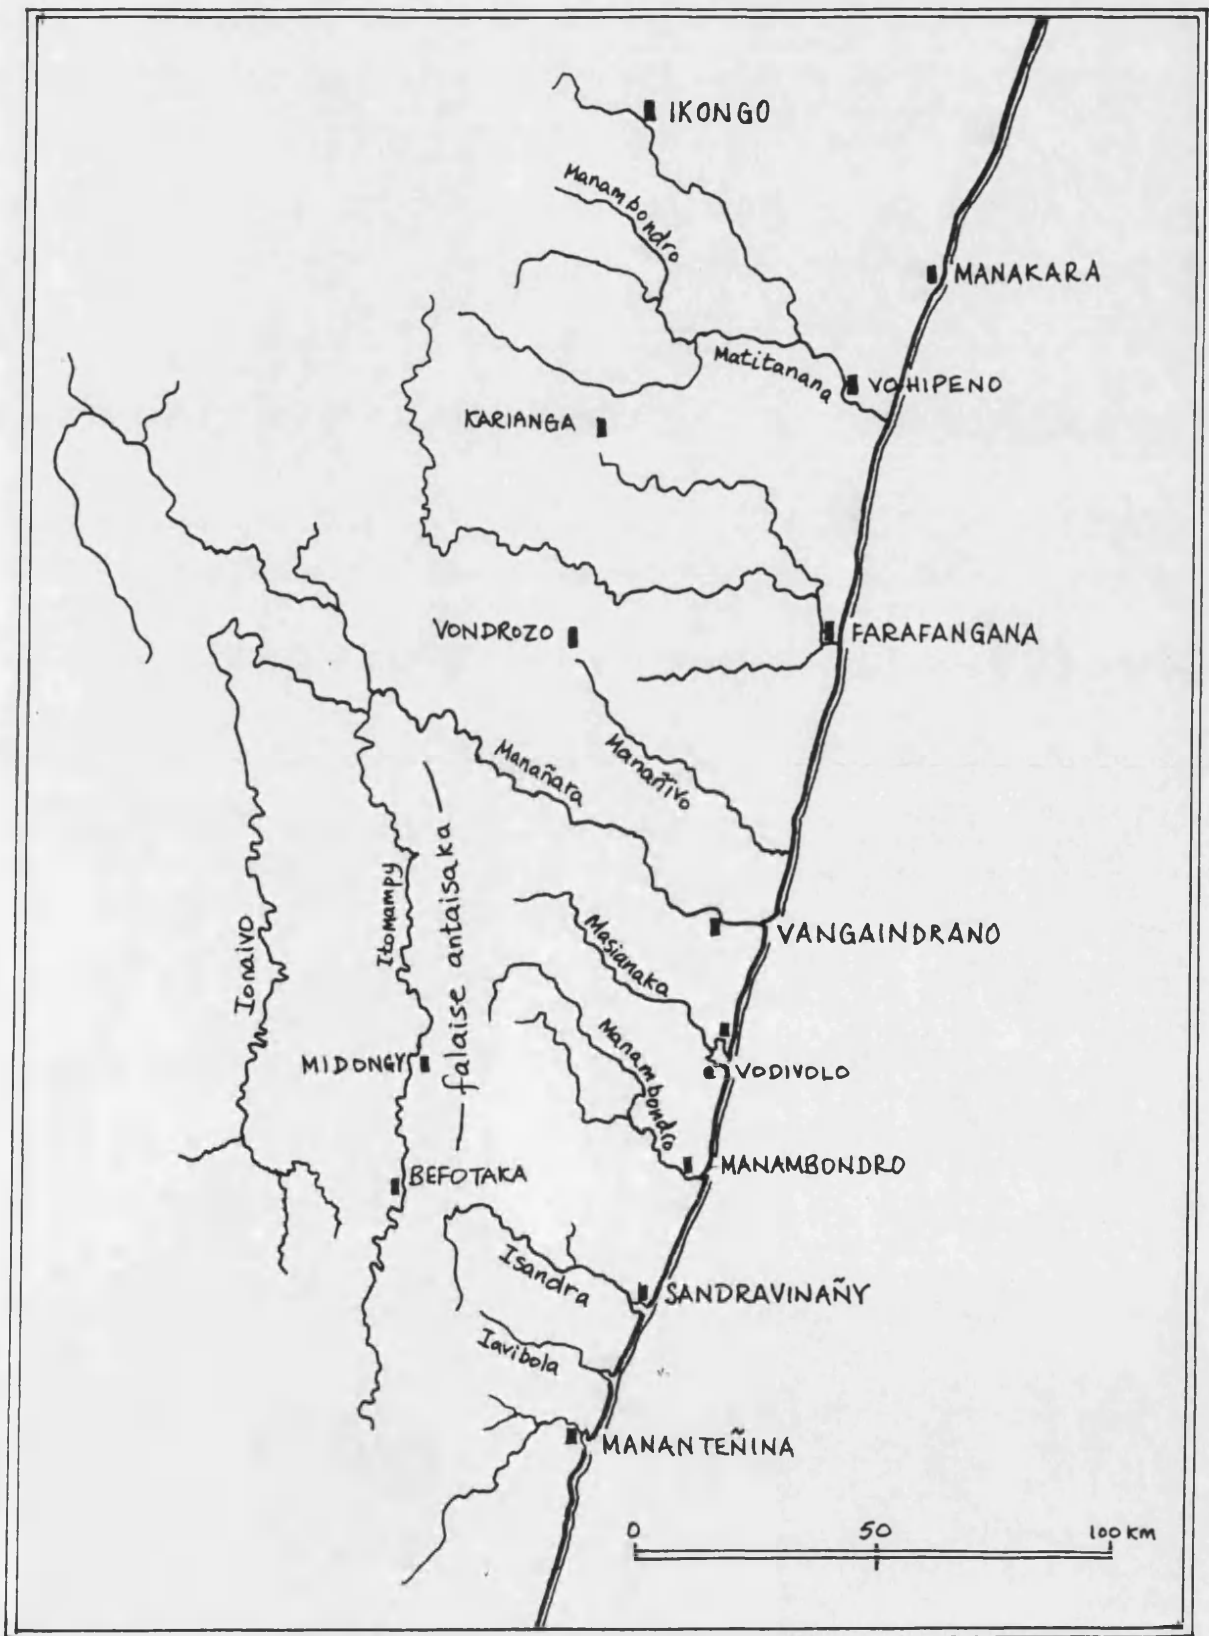 IKONGO
Manambondro
MANAKARA
Matitanana
VOHIPENO
KARIANGA
VONDROZO
FARAFANGANA
Manañara
Manañivo
falaise antaisaka
Itomampy
Ionaivo
Masianaka
VANGAINDRANO
Manambondro
MIDONGY
VODIVOLO
MANAMBONDRO
BEFOTAKA
Isandra
SANDRAVINAÑY
Iavibola
MANANTEÑINA
0 50 100 KM